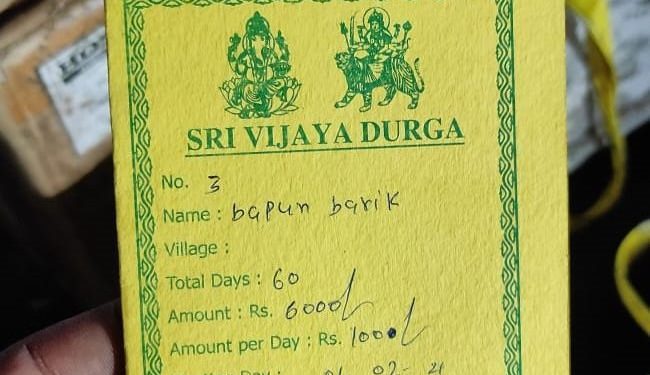 SRI VIJAYA DURGA
No. 3
Name : bapun barik
Village :
Total Days : 60
Amount : Rs. 6000/
Amount per Day : Rs. 1000/